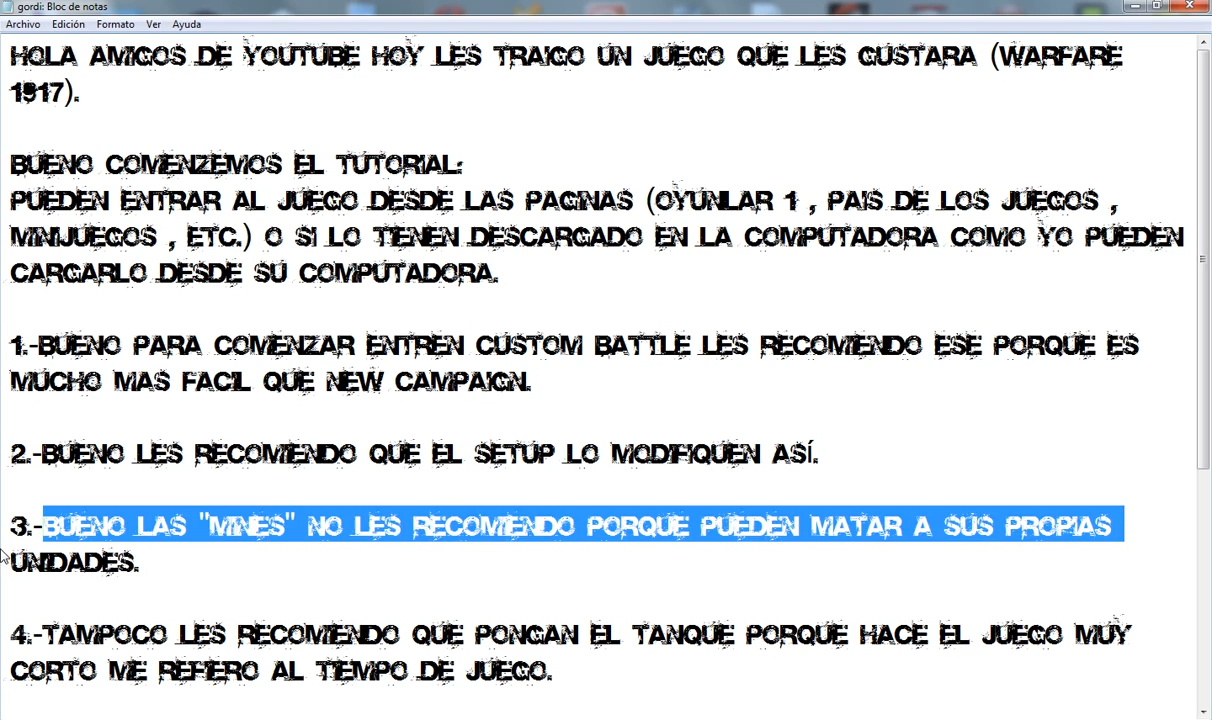 gordi: Bloc de notas
Archivo Edición Formato Ver Ayuda
HOLA AMIGOS DE YOUTUBE HOY LES TRAIGO UN JUEGO QUE LES GUSTARA (WARFARE
1917).
BUENO COMENZEMOS EL TUTORIAL:
PUEDEN ENTRAR AL JUEGO DESDE LAS PAGINAS (OYUNLAR 1 , PAIS DE LOS JUEGOS ,
MINIJUEGOS , ETC.) O SI LO TIENEN DESCARGADO EN LA COMPUTADORA COMO YO PUEDEN
CARGARLO DESDE SU COMPUTADORA.
1.-BUENO PARA COMENZAR ENTREN CUSTOM BATTLE LES RECOMIENDO ESE PORQUE ES
MUCHO MAS FACIL QUE NEW CAMPAIGN.
2.-BUENO LES RECOMIENDO QUE EL SETUP LO MODIFIQUEN ASÍ.
3.-BUENO LAS "MINES" NO LES RECOMIENDO PORQUE PUEDEN MATAR A SUS PROPIAS
UNIDADES.
4.-TAMPOCO LES RECOMIENDO QUE PONGAN EL TANQUE PORQUE HACE EL JUEGO MUY
CORTO ME REFIERO AL TIEMPO DE JUEGO.